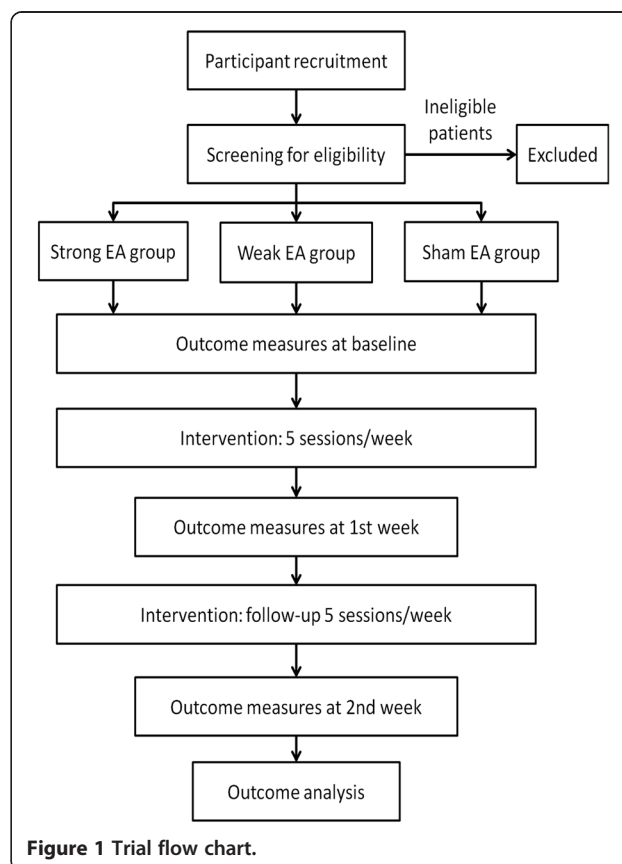 Participant recruitment
Ineligible
patients
Screening for eligibility
Excluded
Strong EA group
Weak EA group
Sham EA group
Outcome measures at baseline
Intervention: 5 sessions/week
Outcome measures at 1st week
Intervention: follow-up 5 sessions/week
Outcome measures at 2nd week
Outcome analysis
Figure 1 Trial flow chart.